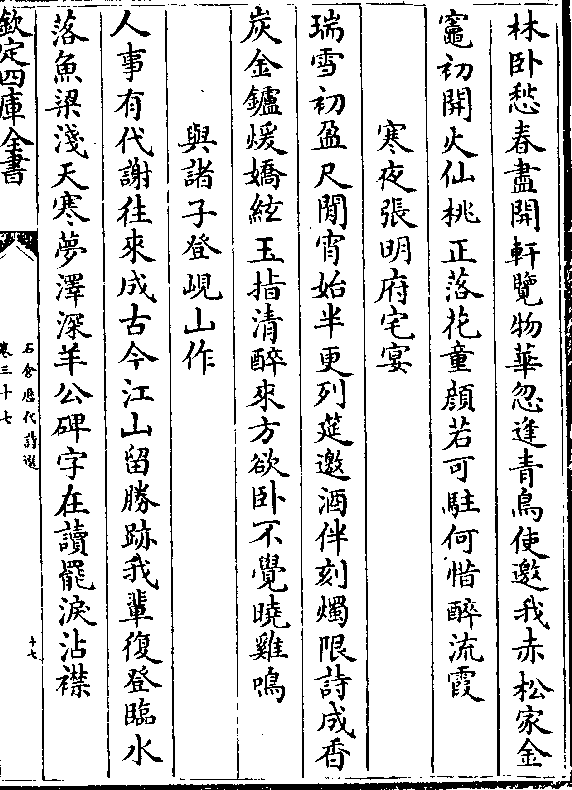 林卧愁春盡開軒覽物華忽逢青鳥使邀我赤松家金
竈初開火仙桃正落花童顔若可駐何惜醉流霞
寒夜張明府宅宴
瑞雪初盈尺閒宵始半更列筵邀酒伴刻燭限詩成香
炭金鑪煖嬌絃玉指清醉來方欲卧不覺曉雞鳴
與諸子登峴山作
人事有代謝往來成古今江山留勝跡我輩復登臨水
落魚梁淺天寒夢澤深羊公碑字在讀罷淚沾襟
欽定四庫全書
石倉歷代詩選
卷三十七
十七